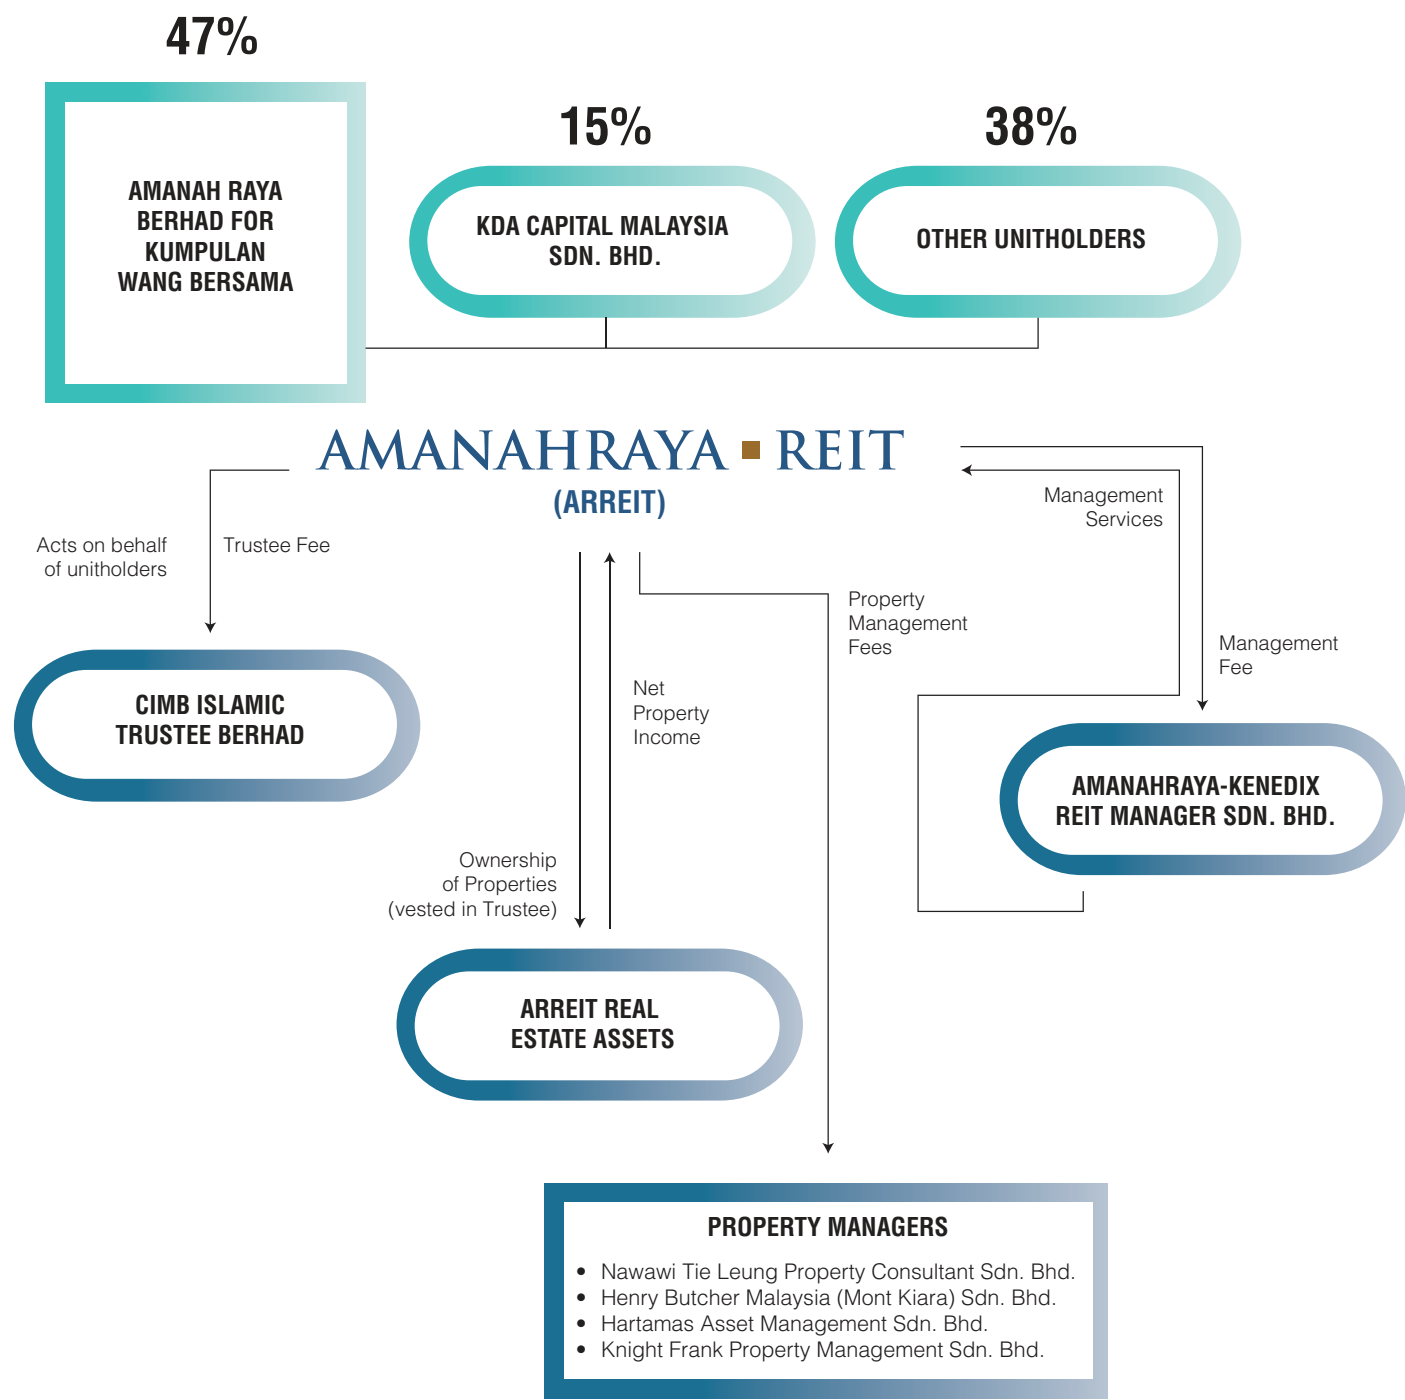 47%
AMANAH RAYA
BERHAD FOR
KUMPULAN
WANG BERSAMA
15%
KDA CAPITAL MALAYSIA
SDN. BHD.
38%
OTHER UNITHOLDERS
AMANAHRAYA ▪ REIT
(ARREIT)
Acts on behalf
of unitholders
Trustee Fee
CIMB ISLAMIC
TRUSTEE BERHAD
Ownership
of Properties
(vested in Trustee)
Net
Property
Income
ARREIT REAL
ESTATE ASSETS
Property
Management
Fees
Management
Services
Management
Fee
AMANAHRAYA-KENEDIX
REIT MANAGER SDN. BHD.
PROPERTY MANAGERS
• Nawawi Tie Leung Property Consultant Sdn. Bhd.
• Henry Butcher Malaysia (Mont Kiara) Sdn. Bhd.
• Hartamas Asset Management Sdn. Bhd.
• Knight Frank Property Management Sdn. Bhd.